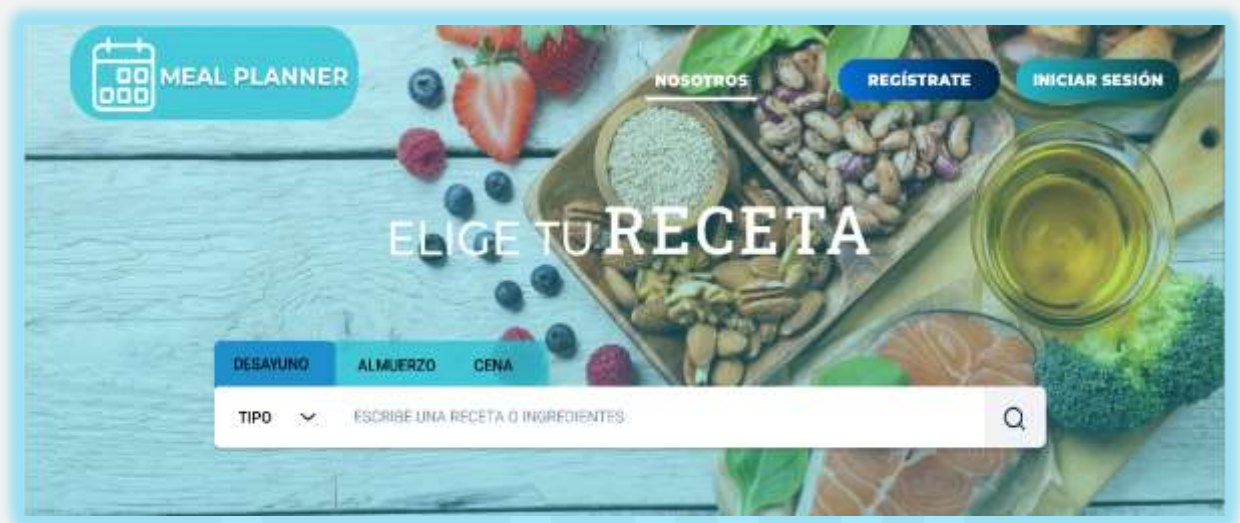 MEAL PLANNER
NOSOTROS
REGÍSTRATE
INICIAR SESIÓN
ELIGE TU RECETA
DESAYUNO
ALMUERZO
CENA
TIPO
ESCRIBE UNA RECETA O INGREDIENTES